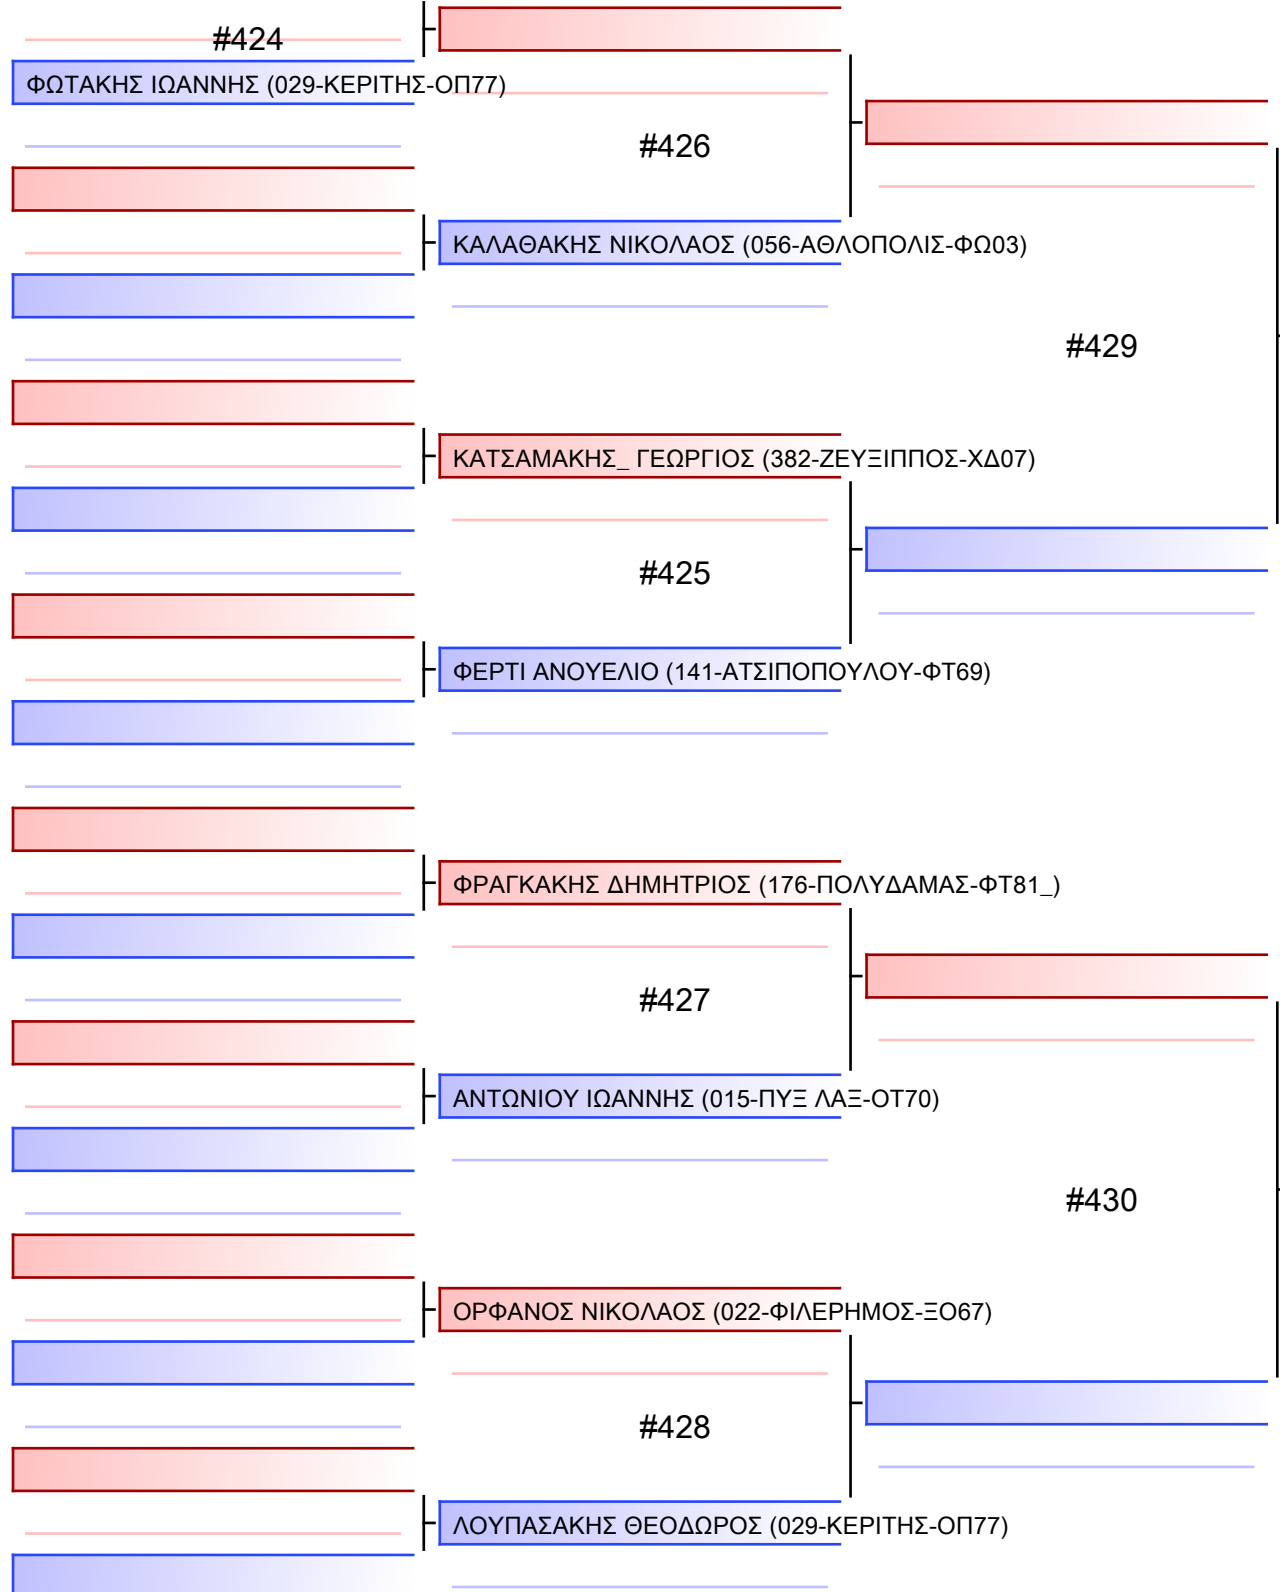 #424
ΦΩΤΑΚΗΣ ΙΩΑΝΝΗΣ (029-ΚΕΡΙΤΗΣ-ΟΠ77)
#426
ΚΑΛΑΘΑΚΗΣ ΝΙΚΟΛΑΟΣ (056-ΑΘΛΟΠΟΛΙΣ-ΦΩ03)
#429
ΚΑΤΣΑΜΑΚΗΣ_ ΓΕΩΡΓΙΟΣ (382-ΖΕΥΞΙΠΠΟΣ-ΧΔ07)
#425
ΦΕΡΤΙ ΑΝΟΥΕΛΙΟ (141-ΑΤΣΙΠΟΠΟΥΛΟΥ-ΦΤ69)
ΦΡΑΓΚΑΚΗΣ ΔΗΜΗΤΡΙΟΣ (176-ΠΟΛΥΔΑΜΑΣ-ΦΤ81_)
#427
ΑΝΤΩΝΙΟΥ ΙΩΑΝΝΗΣ (015-ΠΥΞ ΛΑΞ-ΟΤ70)
#430
ΟΡΦΑΝΟΣ ΝΙΚΟΛΑΟΣ (022-ΦΙΛΕΡΗΜΟΣ-ΞΟ67)
#428
ΛΟΥΠΑΣΑΚΗΣ ΘΕΟΔΩΡΟΣ (029-ΚΕΡΙΤΗΣ-ΟΠ77)